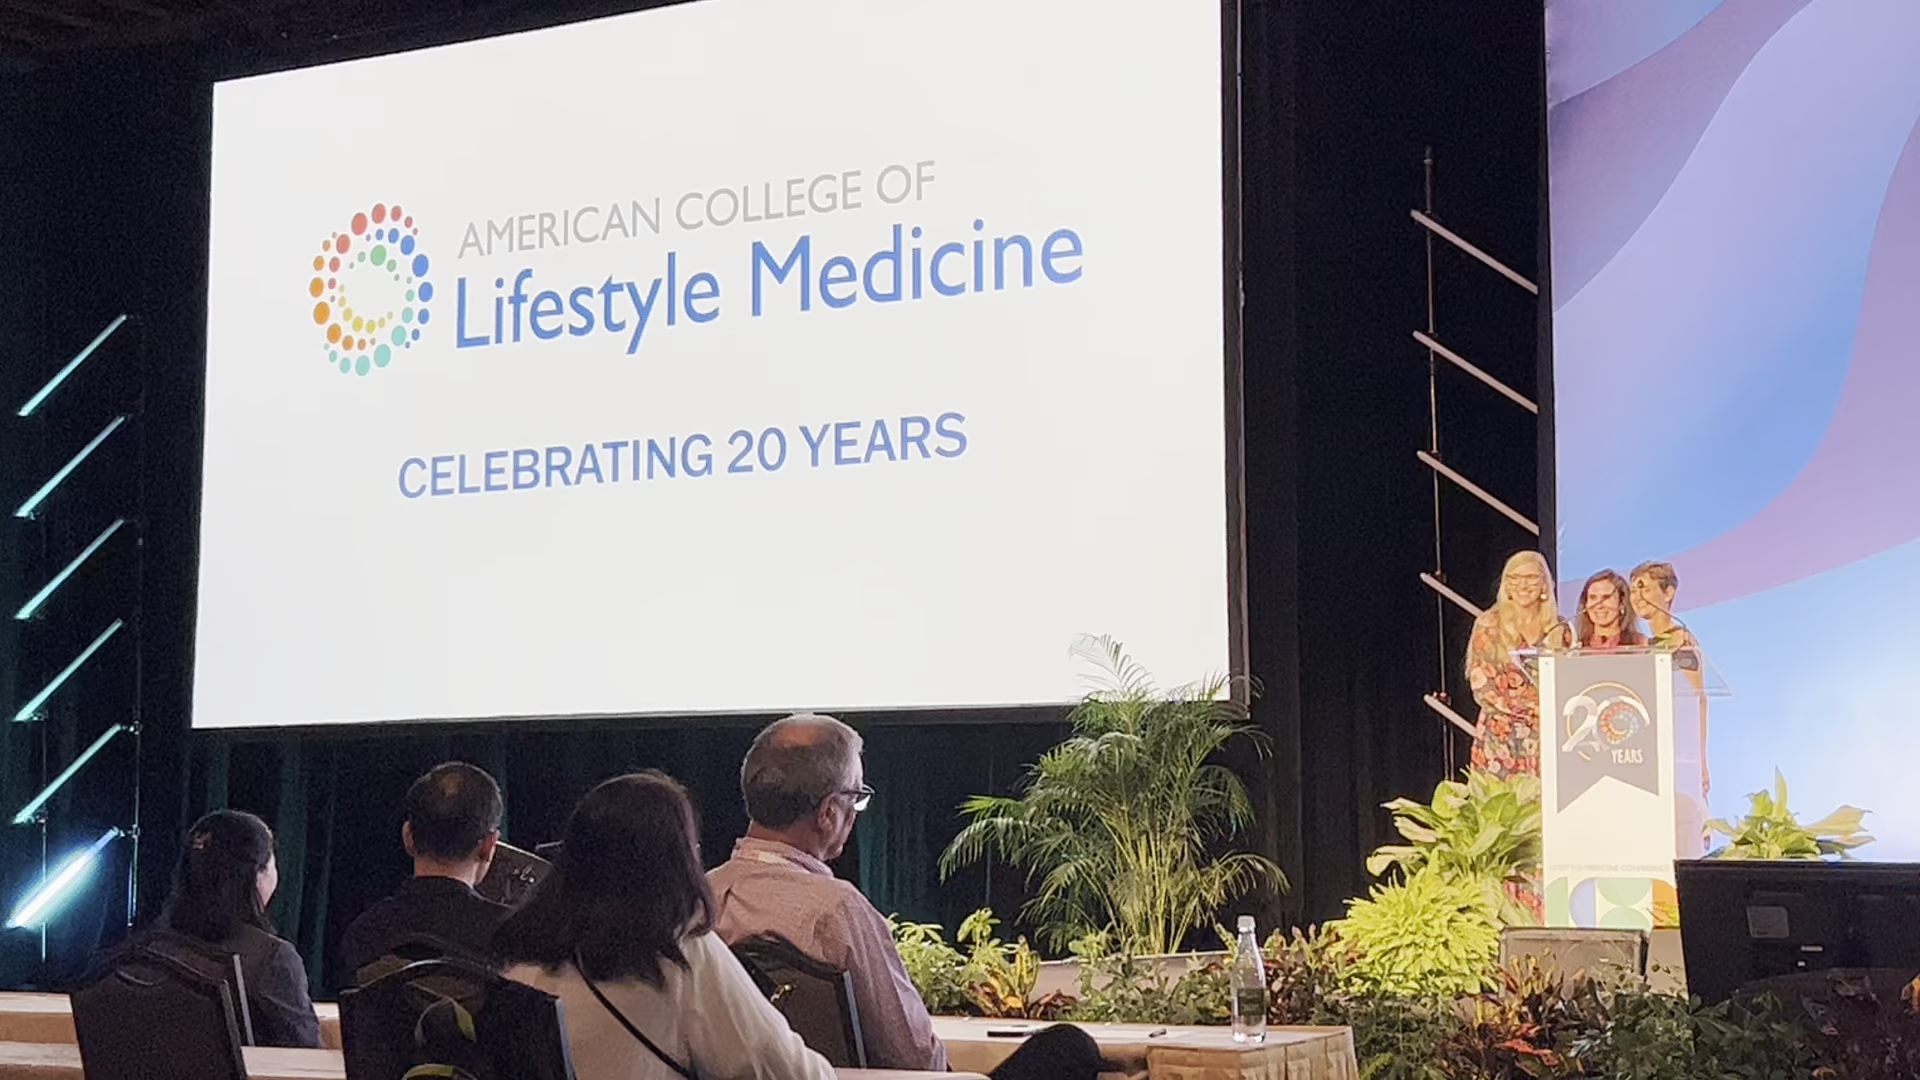 AMERICAN COLLEGE OF
Lifestyle Medicine
CELEBRATING 20 YEARS
20
YEARS